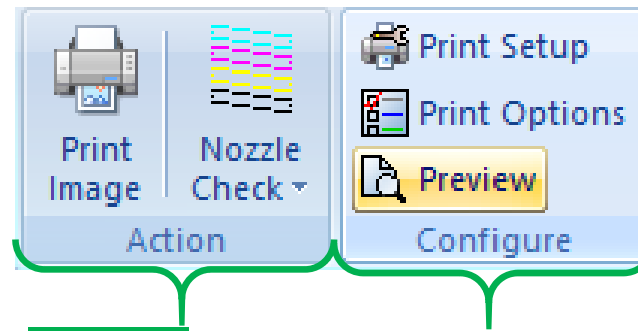 Print
Image
Nozzle
Check
Action
Print Setup
Print Options
Preview
Configure